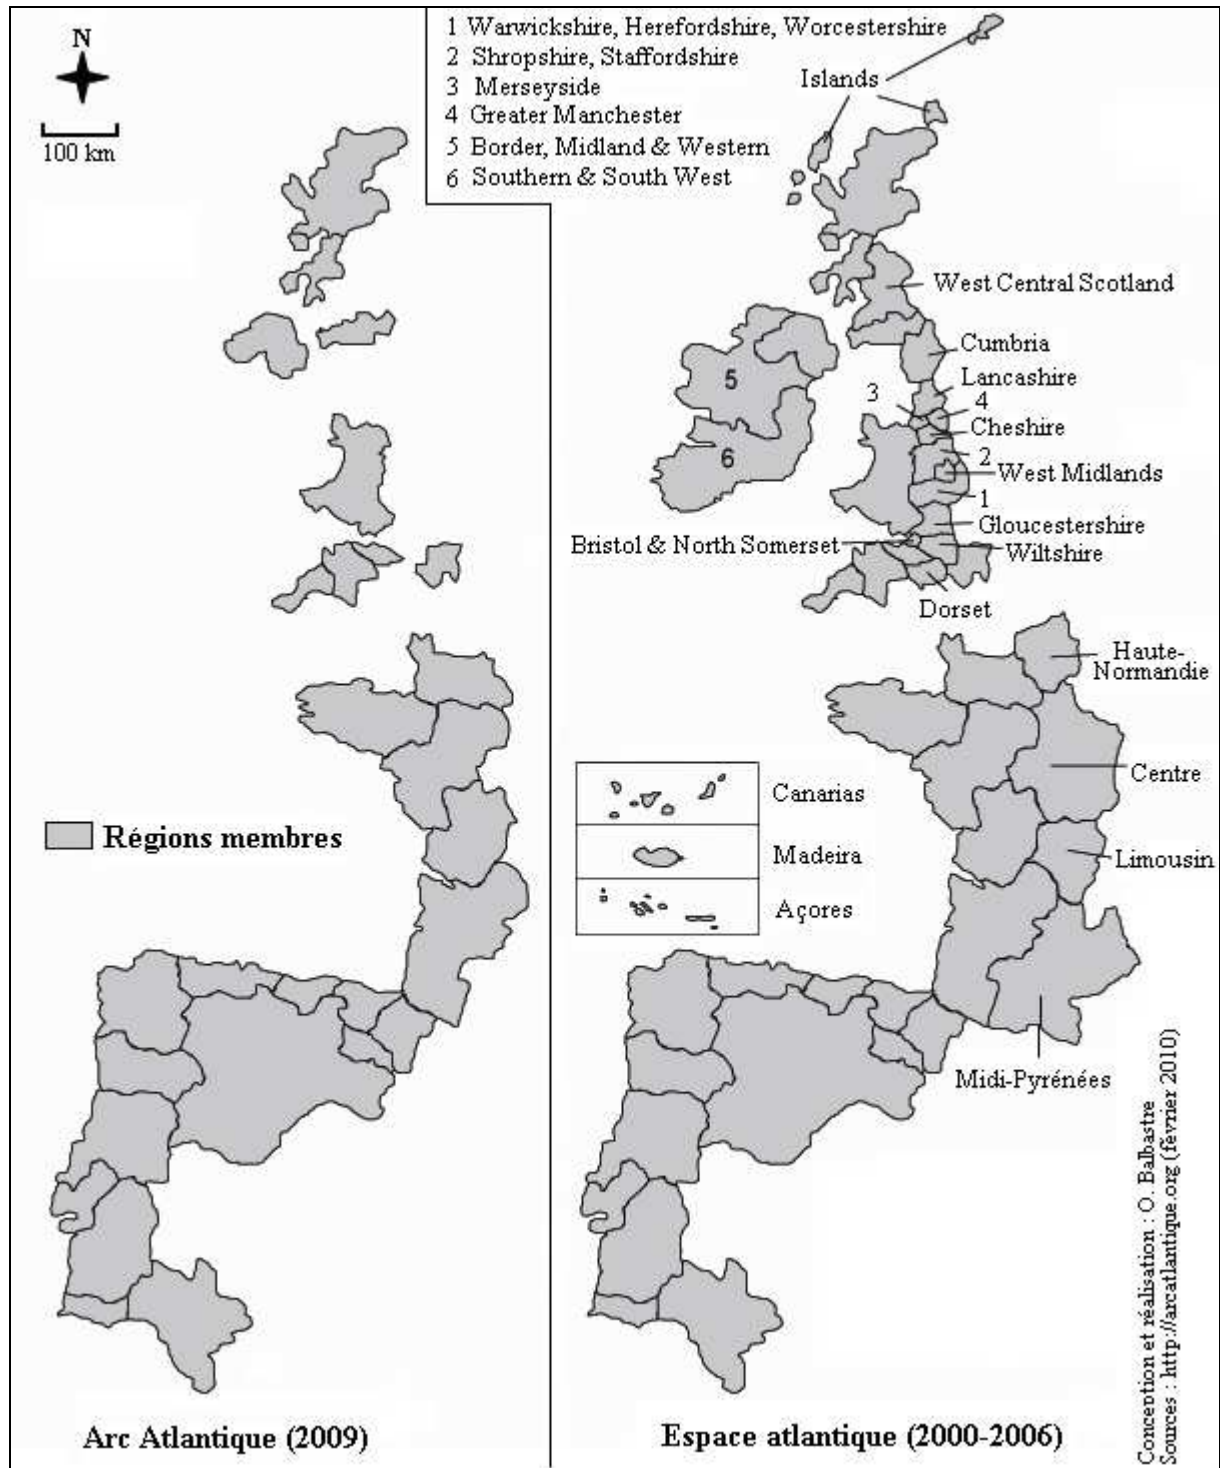 N
100 km
1 Warwickshire, Herefordshire, Worcestershire
2 Shropshire, Staffordshire
3 Merseyside
4 Greater Manchester
5 Border, Midland & Western
6 Southern & South West
Islands
West Central Scotland
Cumbria
Lancashire
3
4
Cheshire
5
2
6
West Midlands
1
Gloucestershire
Bristol & North Somerset
Wiltshire
Dorset
Haute-
Normandie
Centre
Canarias
Régions membres
Madeira
Limousin
Açores
Midi-Pyrénées
Conception et réalisation : O. Balbastre
Sources : http://arcatlantique.org (février 2010)
Arc Atlantique (2009)
Espace atlantique (2000-2006)